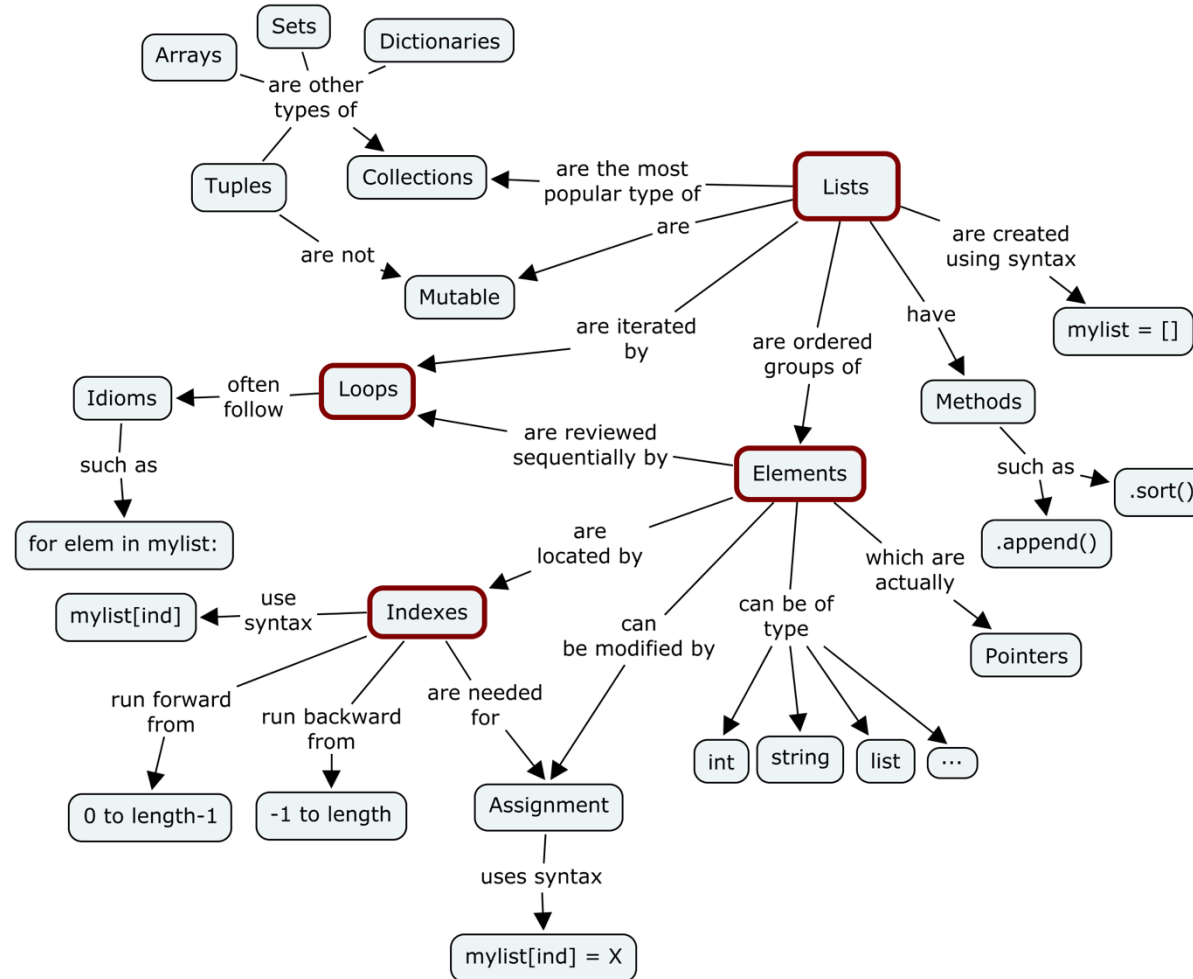 Sets
Dictionaries
Arrays
are other
types of
Tuples
Collections
are the most
popular type of
Lists
are
are not
Mutable
are created
using syntax
mylist = []
have
are iterated
by
are ordered
groups of
Idioms
often
follow
Loops
Methods
are reviewed
sequentially by
such as
Elements
such as
.sort()
for elem in mylist:
are
located by
.append()
which are
actually
mylist[ind]
use
syntax
Indexes
can
be modified by
can be of
type
Pointers
run forward
from
run backward
from
are needed
for
int
string
list
...
0 to length-1
-1 to length
Assignment
uses syntax
mylist[ind] = X